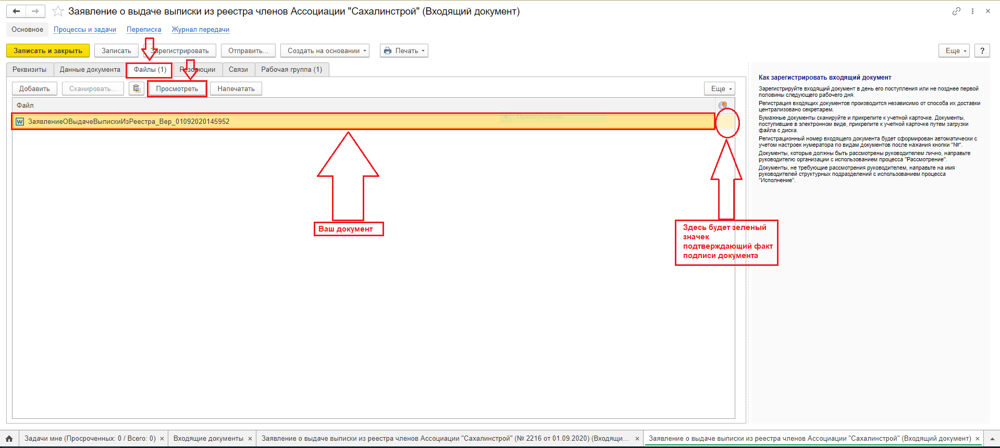 Заявление о выдаче выписки из реестра членов Ассоциации "Сахалинстрой" (Входящий документ)
Основное Процессы и задачи Переписка Журнал передачи
Записать и закрыть Записать Зарегистрировать Отправить... Создать на основании Печать Еще ?
Реквизиты Данные документа Файлы (1) Резолюции Связи Рабочая группа (1)
Добавить Сканировать... Просмотреть Напечатать Еще
Файл
ЗаявлениеОВыдачеВыпискиИзРеестра_Вер_01092020145952
Прямоугольник
Ваш документ
Здесь будет зеленый
значек
подтверждающий факт
подписи документа
Как зарегистрировать входящий документ
Зарегистрируйте входящий документ в день его поступления или не позднее первой
половины следующего рабочего дня.
Регистрация входящих документов производится независимо от способа их доставки
централизовано секретарем.
Бумажные документы сканируйте и прикрепите к учетной карточке. Документы,
поступившие в электронном виде, прикрепите к учетной карточке путем загрузки
файла с диска.
Регистрационный номер входящего документа будет сформирован автоматически с
учетом настроек нумератора по видам документов после нажания кнопки "№".
Документы, которые должны быть рассмотрены руководителем лично, направьте
руководителю организации с использованием процесса "Рассмотрение".
Документы, не требующие рассмотрения руководителем, направьте на имя
руководителей структурных подразделений с использованием процесса
"Исполнение".
Задачи мне (Просроченных: 0 / Всего: 0) Входящие документы Заявление о выдаче выписки из реестра членов Ассоциации "Сахалинстрой" (№ 2216 от 01.09.2020) (Входящи... Заявление о выдаче выписки из реестра членов Ассоциации "Сахалинстрой" (Входящий документ)